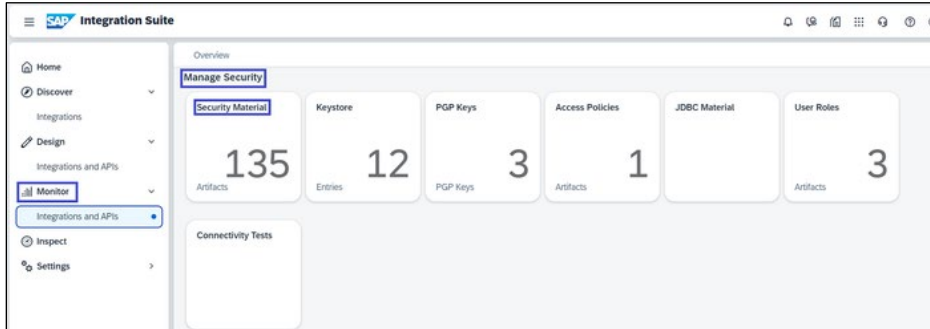 SAP Integration Suite
Home
Discover
Integrations
Design
Integrations and APIs
Monitor
Integrations and APIs
Inspect
Settings
Overview
Manage Security
Security Material
135
Artifacts
Keystore
12
Entries
PGP Keys
3
PGP Keys
Access Policies
1
Artifacts
JDBC Material
User Roles
3
Artifacts
Connectivity Tests